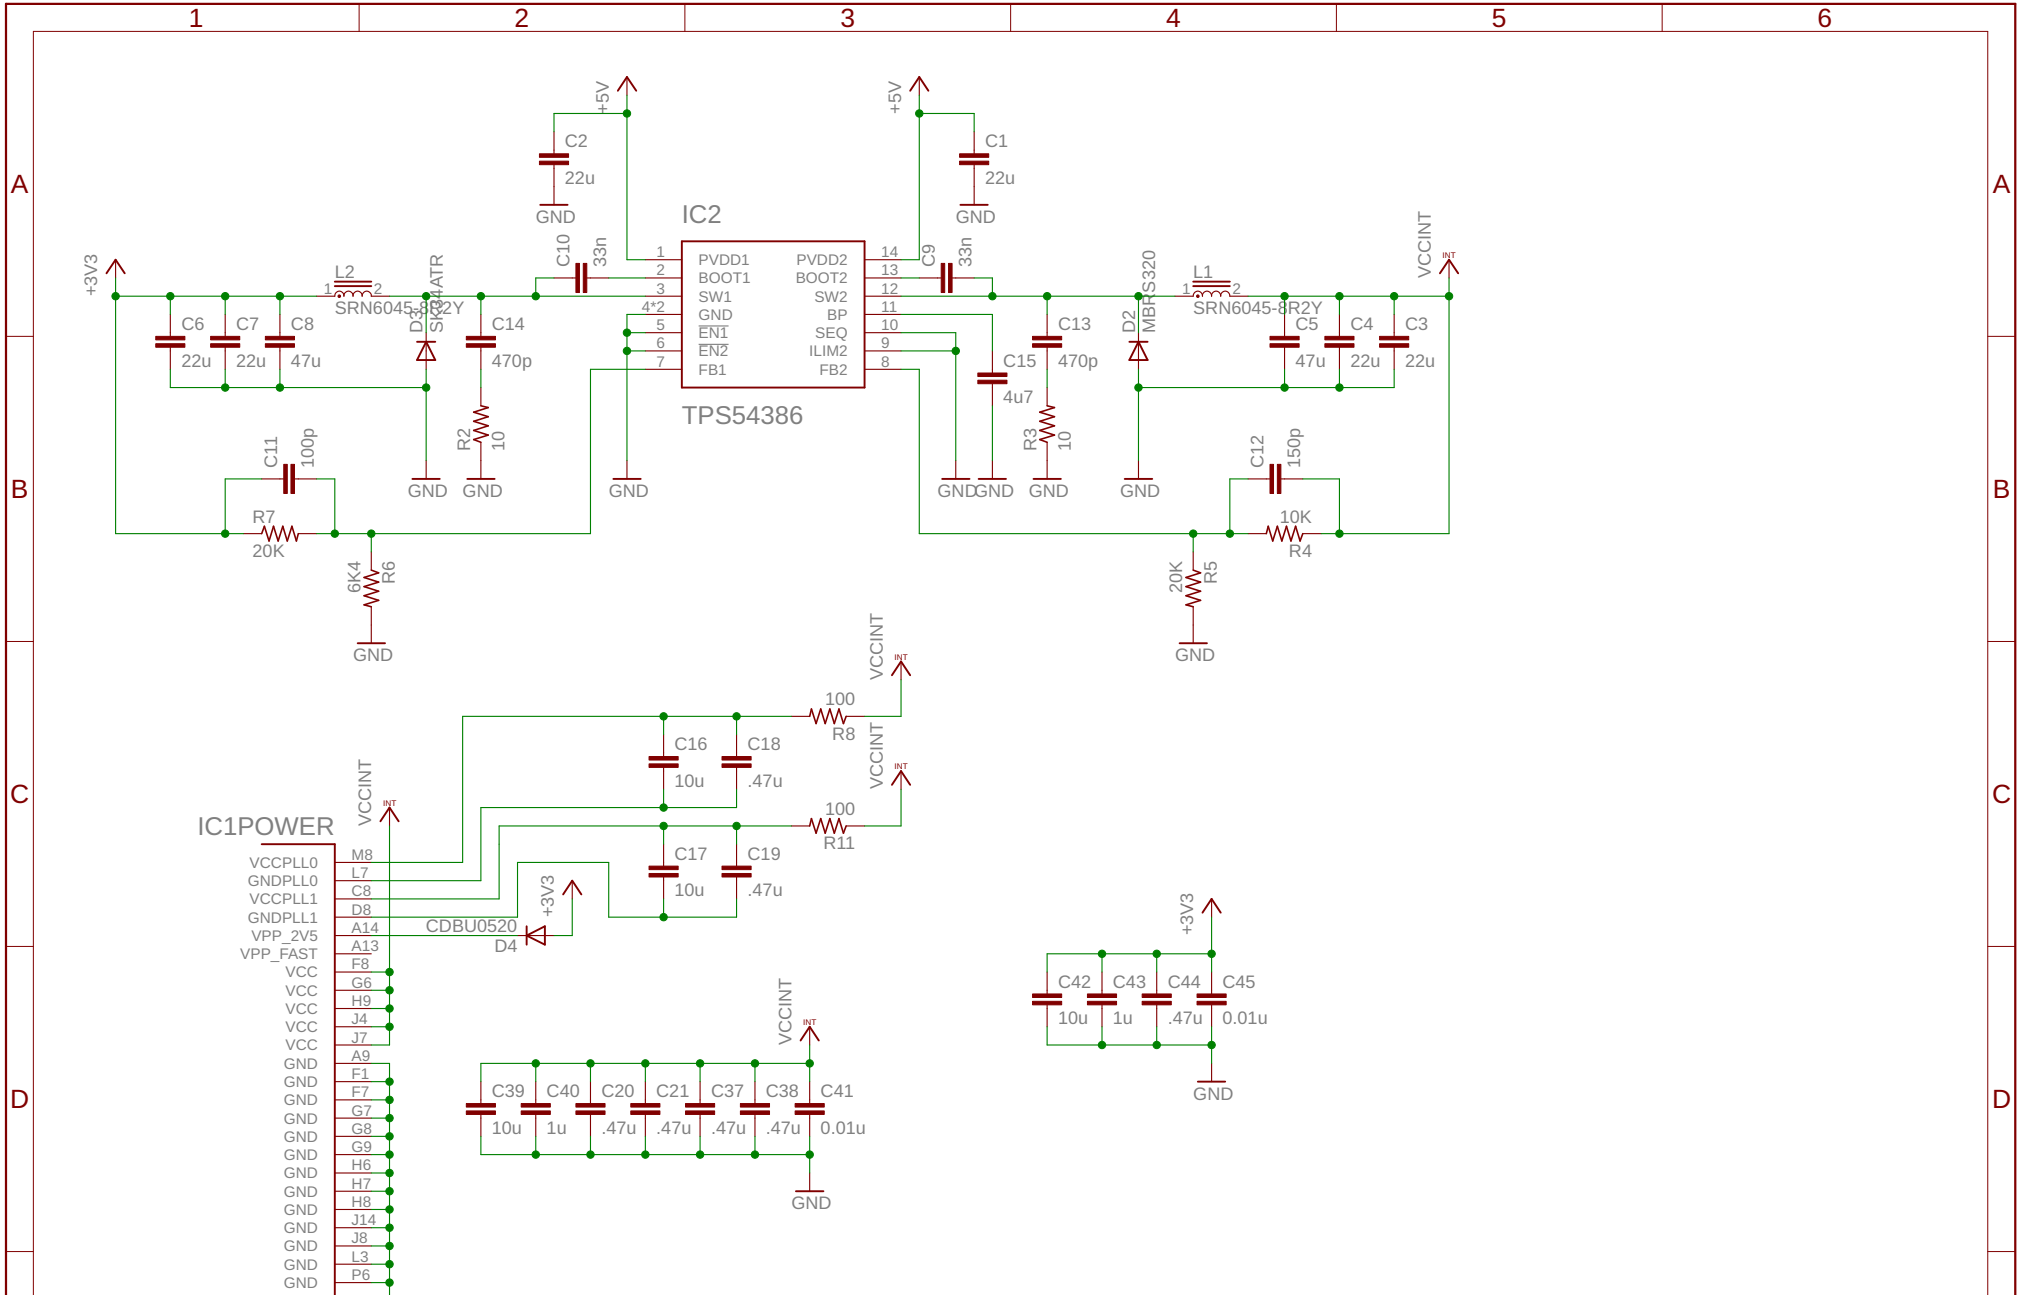 1 2 3 4 5 6
A A
B B
C C
D D
+5V
C2
22u
GND
+5V
C1
22u
GND
IC2
TPS54386
1 PVDD1
2 BOOT1
3 SW1
4*2 GND
5 EN1
6 EN2
7 FB1
14 PVDD2
13 BOOT2
12 SW2
11 BP
10 SEQ
9 ILIM2
8 FB2
C10
33n
C9
33n
+3V3
L2
1 2
SRN6045-8R2Y
D3
SK34ATR
C6
22u
C7
22u
C8
47u
C14
470p
R2
10
GND
GND
GND
C11
100p
R7
20K
6K4
R6
GND
C15
4u7
C13
470p
R3
10
GND
GND
GND
GND
D2
MBRS320
L1
1 2
SRN6045-8R2Y
VCCINT
INT
C5
47u
C4
22u
C3
22u
C12
150p
10K
R4
20K
R5
GND
VCCINT
INT
100
R8
C16
10u
C18
.47u
VCCINT
INT
100
R11
C17
10u
C19
.47u
VCCINT
INT
IC1POWER
VCCPLL0 M8
GNDPLL0 L7
VCCPLL1 C8
GNDPLL1 D8
VPP_2V5 A14
VPP_FAST A13
VCC F8
VCC G6
VCC H9
VCC J4
VCC J7
GND A9
GND F1
GND F7
GND G7
GND G8
GND G9
GND H6
GND H7
GND H8
GND J14
GND J8
GND L3
GND P6
CDBU0520
D4
+3V3
VCCINT
INT
C39
10u
C40
1u
C20
.47u
C21
.47u
C37
.47u
C38
.47u
C41
0.01u
GND
+3V3
C42
10u
C43
1u
C44
.47u
C45
0.01u
GND